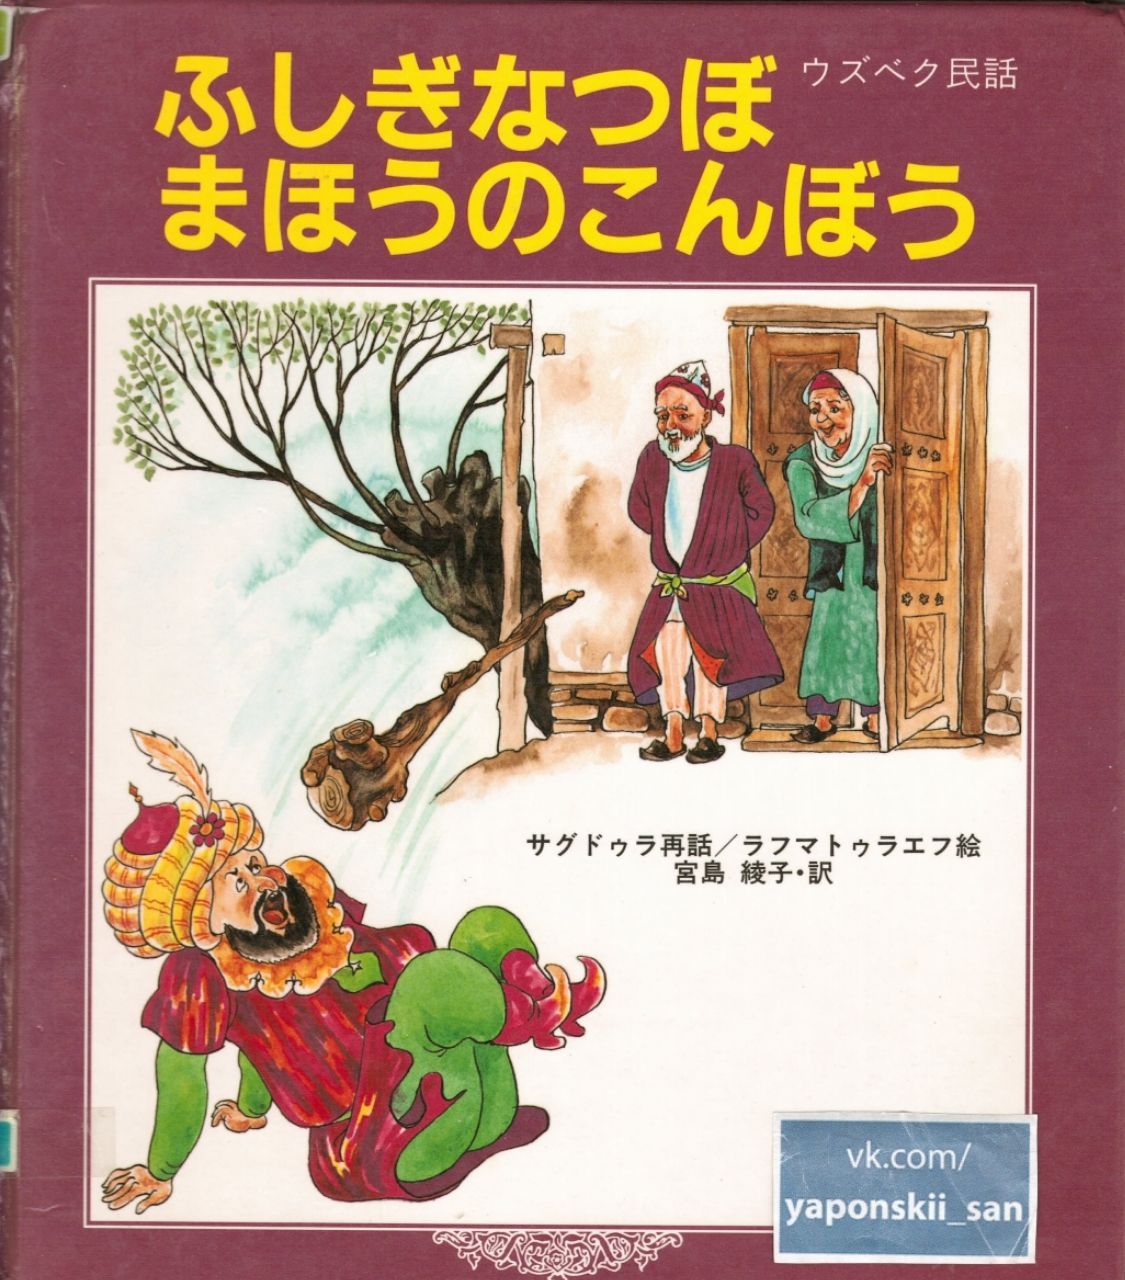 ふしぎなつぼ
まほうのこんぼう
ウズベク民話
サグドゥラ再話／ラフマトゥラエフ絵
宮島 綾子・訳
vk.com/
yaponskii_san